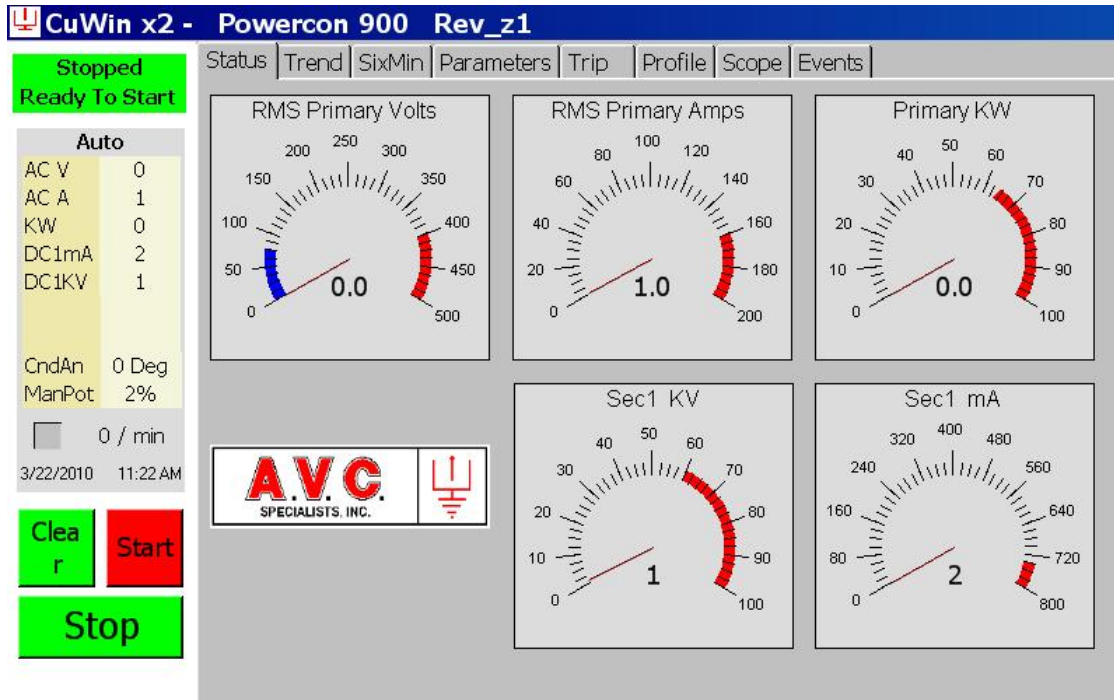 CuWin x2 - Powercon 900 Rev_z1
Stopped
Ready To Start
Auto
AC V 0
AC A 1
KW 0
DC1mA 2
DC1KV 1
CndAn 0 Deg
ManPot 2%
0 / min
3/22/2010 11:22 AM
Clea
r
Start
Stop
Status Trend SixMin Parameters Trip Profile Scope Events
RMS Primary Volts
0 50 100 150 200 250 300 350 400 450 500
0.0
RMS Primary Amps
0 20 40 60 80 100 120 140 160 180 200
1.0
Primary KW
0 10 20 30 40 50 60 70 80 90 100
0.0
A.V.C.
SPECIALISTS, INC.
Sec1 KV
0 10 20 30 40 50 60 70 80 90 100
1
Sec1 mA
0 80 160 240 320 400 480 560 640 720 800
2